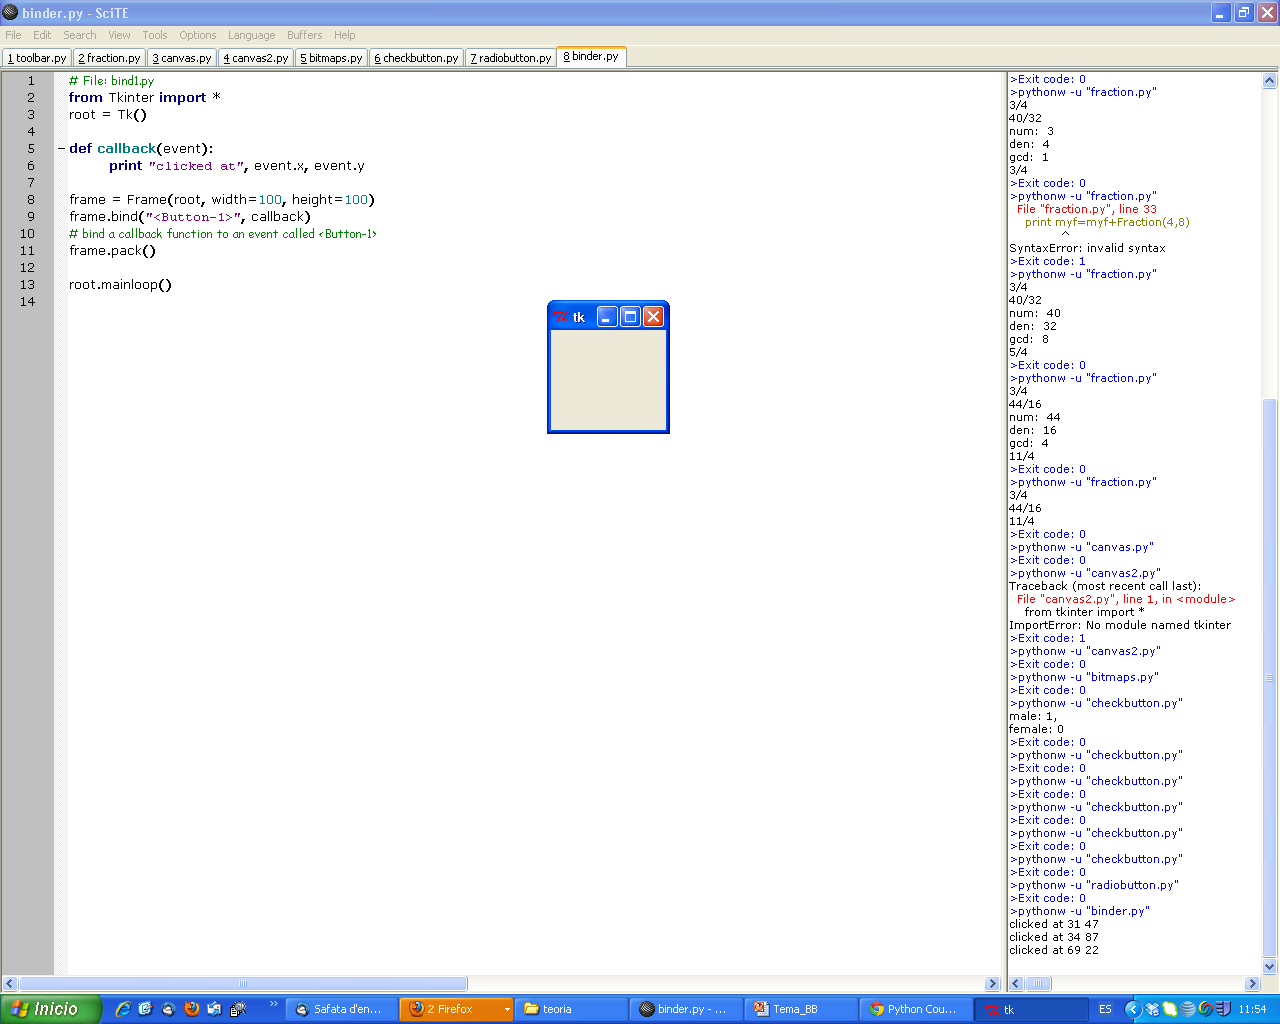 binder.py - SciTE
File Edit Search View Tools Options Language Buffers Help
1 toolbar.py 2 fraction.py 3 canvas.py 4 canvas2.py 5 bitmaps.py 6 checkbutton.py 7 radiobutton.py 8 binder.py
1 # File: bind1.py
2 from Tkinter import *
3 root = Tk()
4
5 def callback(event):
6 print "clicked at", event.x, event.y
7
8 frame = Frame(root, width=100, height=100)
9 frame.bind("<Button-1>", callback)
10 # bind a callback function to an event called <Button-1>
11 frame.pack()
12
13 root.mainloop()
14
tk
>Exit code: 0
>pythonw -u "fraction.py"
3/4
40/32
num: 3
den: 4
gcd: 1
3/4
>Exit code: 0
>pythonw -u "fraction.py"
File "fraction.py", line 33
print myf=myf+Fraction(4,8)
^
SyntaxError: invalid syntax
>Exit code: 1
>pythonw -u "fraction.py"
3/4
40/32
num: 40
den: 32
gcd: 8
5/4
>Exit code: 0
>pythonw -u "fraction.py"
3/4
44/16
num: 44
den: 16
gcd: 4
11/4
>Exit code: 0
>pythonw -u "fraction.py"
3/4
44/16
11/4
>Exit code: 0
>pythonw -u "canvas.py"
>Exit code: 0
>pythonw -u "canvas2.py"
Traceback (most recent call last):
File "canvas2.py", line 1, in <module>
from tkinter import *
ImportError: No module named tkinter
>Exit code: 1
>pythonw -u "canvas2.py"
>Exit code: 0
>pythonw -u "bitmaps.py"
>Exit code: 0
>pythonw -u "checkbutton.py"
male: 1,
female: 0
>Exit code: 0
>pythonw -u "checkbutton.py"
>Exit code: 0
>pythonw -u "checkbutton.py"
>Exit code: 0
>pythonw -u "checkbutton.py"
>Exit code: 0
>pythonw -u "checkbutton.py"
>Exit code: 0
>pythonw -u "checkbutton.py"
>Exit code: 0
>pythonw -u "radiobutton.py"
>Exit code: 0
>pythonw -u "binder.py"
clicked at 31 47
clicked at 34 87
clicked at 69 22
Inicio » Safata d'en... 2 Firefox teoria binder.py - ... Tema_BB Python Cou... tk ES 11:54